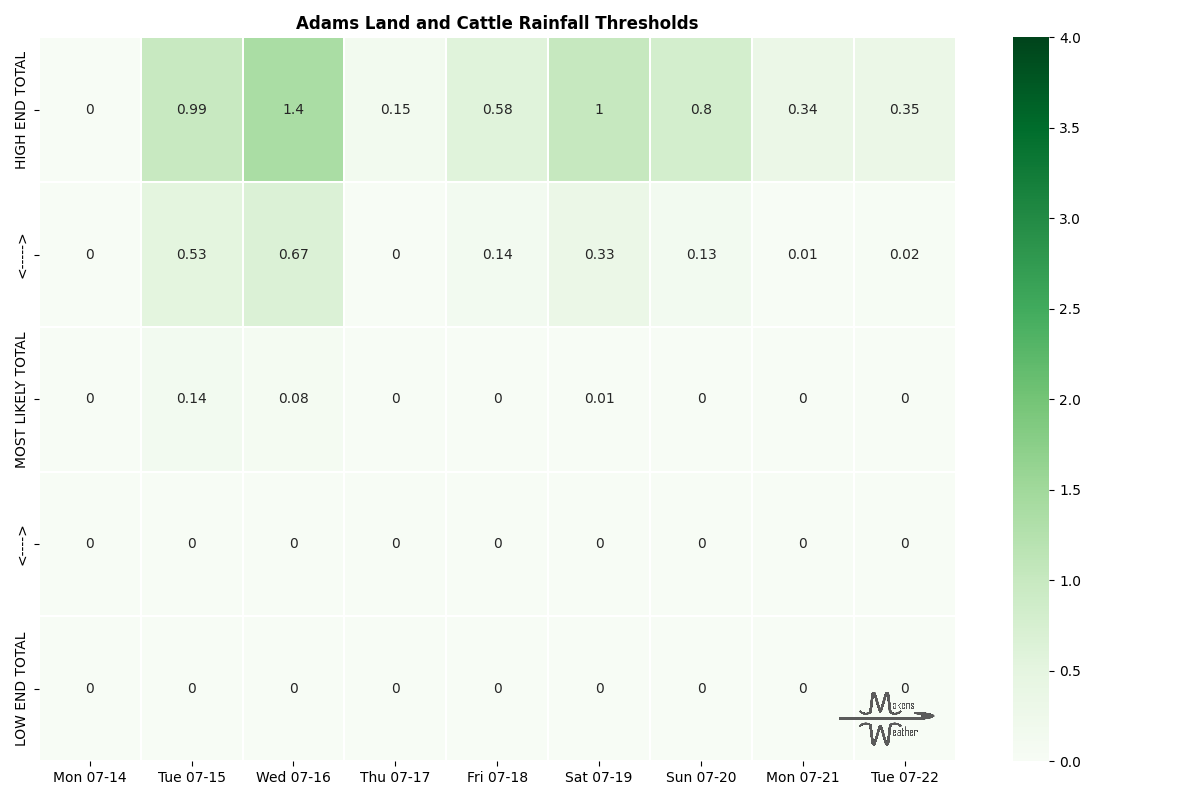 Adams Land and Cattle Rainfall Thresholds
HIGH END TOTAL
0 0.99 1.4 0.15 0.58 1 0.8 0.34 0.35
<----->
0 0.53 0.67 0 0.14 0.33 0.13 0.01 0.02
MOST LIKELY TOTAL
0 0.14 0.08 0 0 0.01 0 0 0
<---->
0 0 0 0 0 0 0 0 0
LOW END TOTAL
0 0 0 0 0 0 0 0 0
Makens
Weather
Mon 07-14 Tue 07-15 Wed 07-16 Thu 07-17 Fri 07-18 Sat 07-19 Sun 07-20 Mon 07-21 Tue 07-22
4.0
3.5
3.0
2.5
2.0
1.5
1.0
0.5
0.0